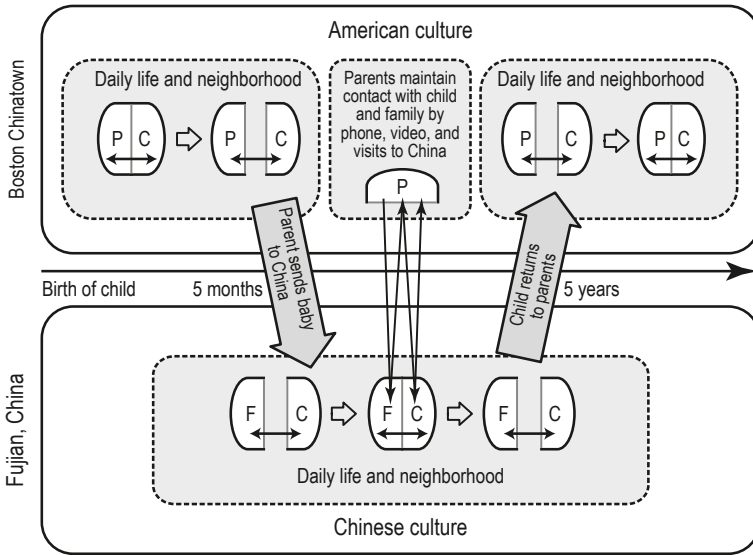 American culture
Boston Chinatown
Daily life and neighborhood
P C
P C
Parents maintain
contact with child
and family by
phone, video, and
visits to China
P
Daily life and neighborhood
P C
P C
Parent sends baby
to China
Child returns
to parents
Birth of child
5 months
5 years
Fujian, China
F C
F C
F C
Daily life and neighborhood
Chinese culture